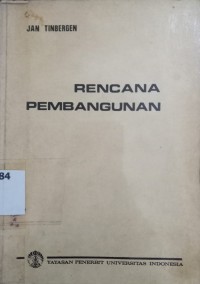 JAN TINBERGEN
RENCANA
PEMBANGUNAN
84
YAYASAN PENERBIT UNIVERSITAS INDONESIA